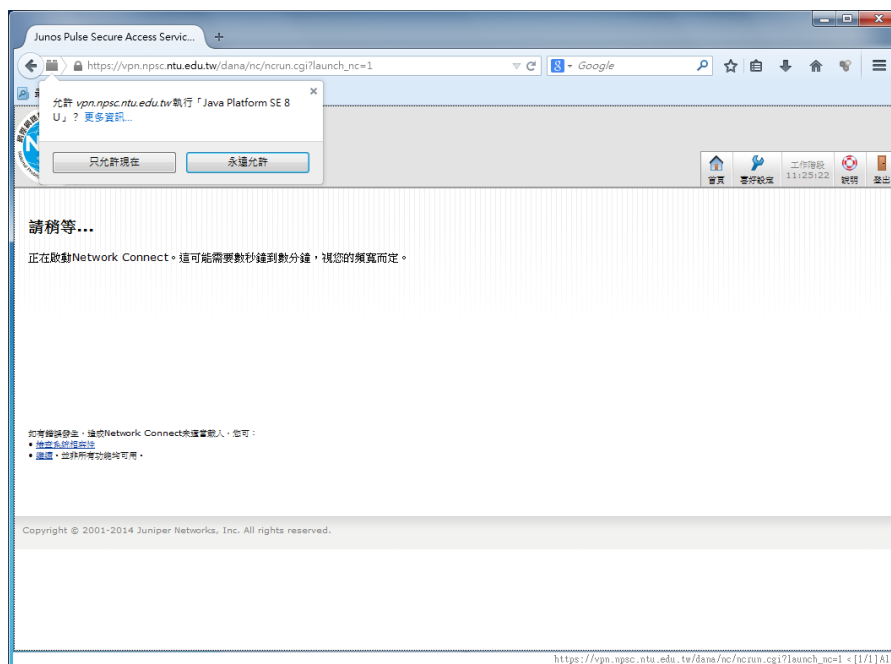 Junos Pulse Secure Access Servic...
https://vpn.npsc.ntu.edu.tw/dana/nc/ncrun.cgi?launch_nc=1
Google
允許 vpn.npsc.ntu.edu.tw 執行「Java Platform SE 8
U」？ 更多資訊...
只允許現在
永遠允許
首頁
喜好設定
工作階段
11:25:22
說明
登出
請稍等...
正在啟動Network Connect。這可能需要數秒鐘到數分鐘，視您的頻寬而定。
如有錯誤發生，造成Network Connect未適當載入，您可：
• 檢查系統相容性
• 繼續，並非所有功能均可用。
Copyright © 2001-2014 Juniper Networks, Inc. All rights reserved.
https://vpn.npsc.ntu.edu.tw/dana/nc/ncrun.cgi?launch_nc=1 <[1/1]Al